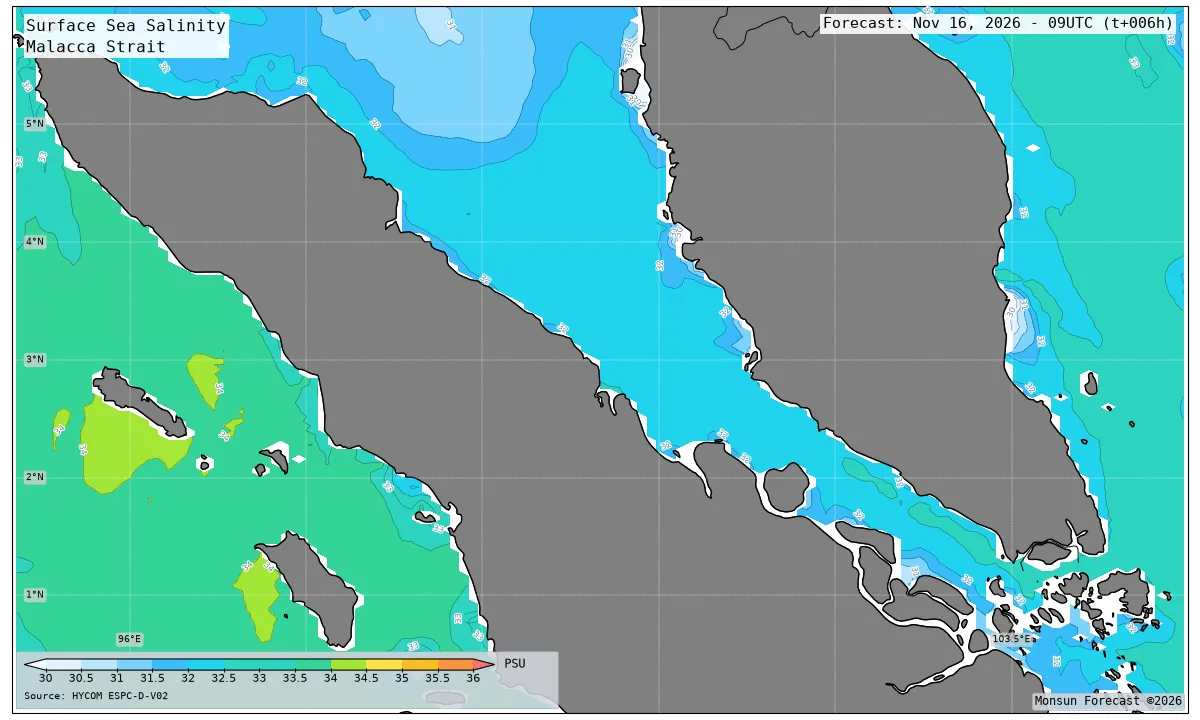 Surface Sea Salinity
Malacca Strait
Forecast: Nov 16, 2026 - 09UTC (t+006h)
5°N
4°N
3°N
2°N
1°N
96°E
103.5°E
PSU
30 30.5 31 31.5 32 32.5 33 33.5 34 34.5 35 35.5 36
Source: HYCOM ESPC-D-V02
Monsun Forecast ©2026